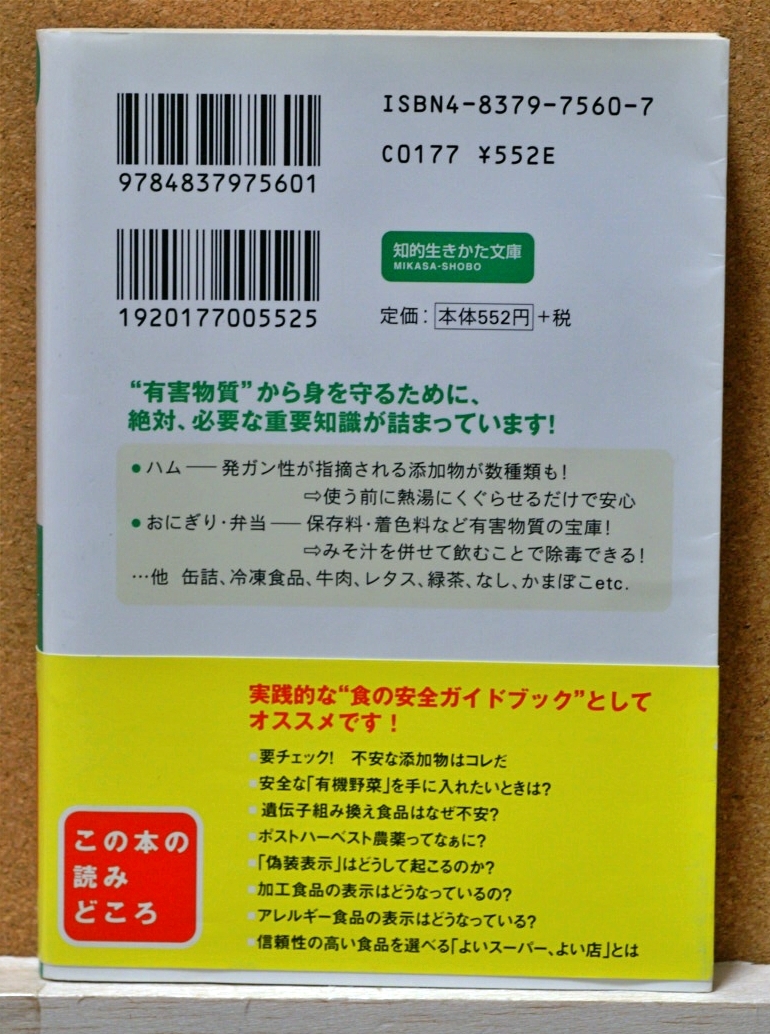 ISBN4-8379-7560-7
C0177 ¥552E
9784837975601
1920177005525
知的生きかた文庫
MIKASA-SHOBO
定価：本体552円+税
“有害物質”から身を守るために、
絶対、必要な重要知識が詰まっています！
●ハム――発ガン性が指摘される添加物が数種類も！
⇨使う前に熱湯にくぐらせるだけで安心
●おにぎり・弁当――保存料・着色料など有害物質の宝庫！
⇨みそ汁を併せて飲むことで除毒できる！
…他 缶詰、冷凍食品、牛肉、レタス、緑茶、なし、かまぼこetc.
実践的な“食の安全ガイドブック”として
オススメです！
■要チェック！ 不安な添加物はコレだ
■安全な「有機野菜」を手に入れたいときは？
■遺伝子組み換え食品はなぜ不安？
■ポストハーベスト農薬ってなぁに？
■「偽装表示」はどうして起こるのか？
■加工食品の表示はどうなっているの？
■アレルギー食品の表示はどうなっている？
■信頼性の高い食品を選べる「よいスーパー、よい店」とは
この本の
読み
どころ